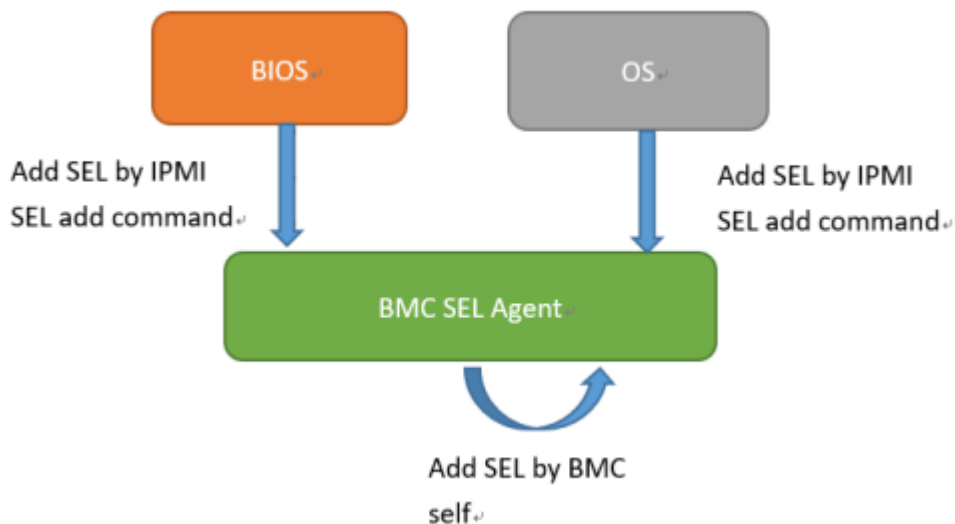 BIOS
OS
Add SEL by IPMI
SEL add command
Add SEL by IPMI
SEL add command
BMC SEL Agent
Add SEL by BMC
self